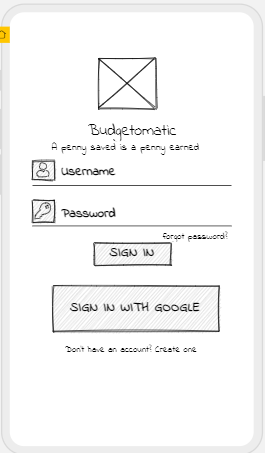 Budgetomatic
A penny saved is a penny earned
Username
Password
forgot password?
SIGN IN
SIGN IN WITH GOOGLE
Don't have an account? Create one